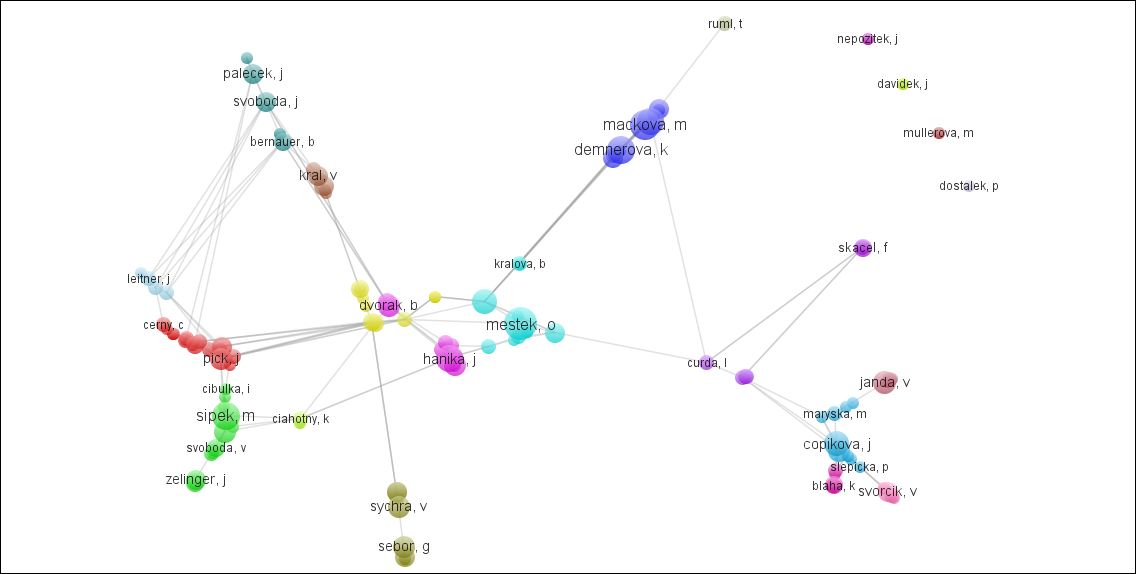 ruml, t
nepozitek, j
palecek, j
davidek, j
svoboda, j
mackova, m
mullerova, m
bernauer, b
demnerova, k
kral, v
dostalek, p
skacel, f
kralova, b
leitner, j
dvorak, b
cerny, c
mestek, o
pick, j
hanika, j
curda, l
janda, v
cibulka, i
sipek, m
ciahotny, k
maryska, m
copikova, j
svoboda, v
slepicka, p
zelinger, j
blaha, k
svorcik, v
sychra, v
sebor, g